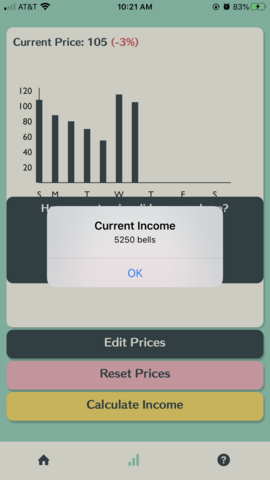 AT&T 10:21 AM 83%
Current Price: 105 (-3%)
120
100
80
60
40
20
S M T W T F S
Current Income
5250 bells
OK
Edit Prices
Reset Prices
Calculate Income
?